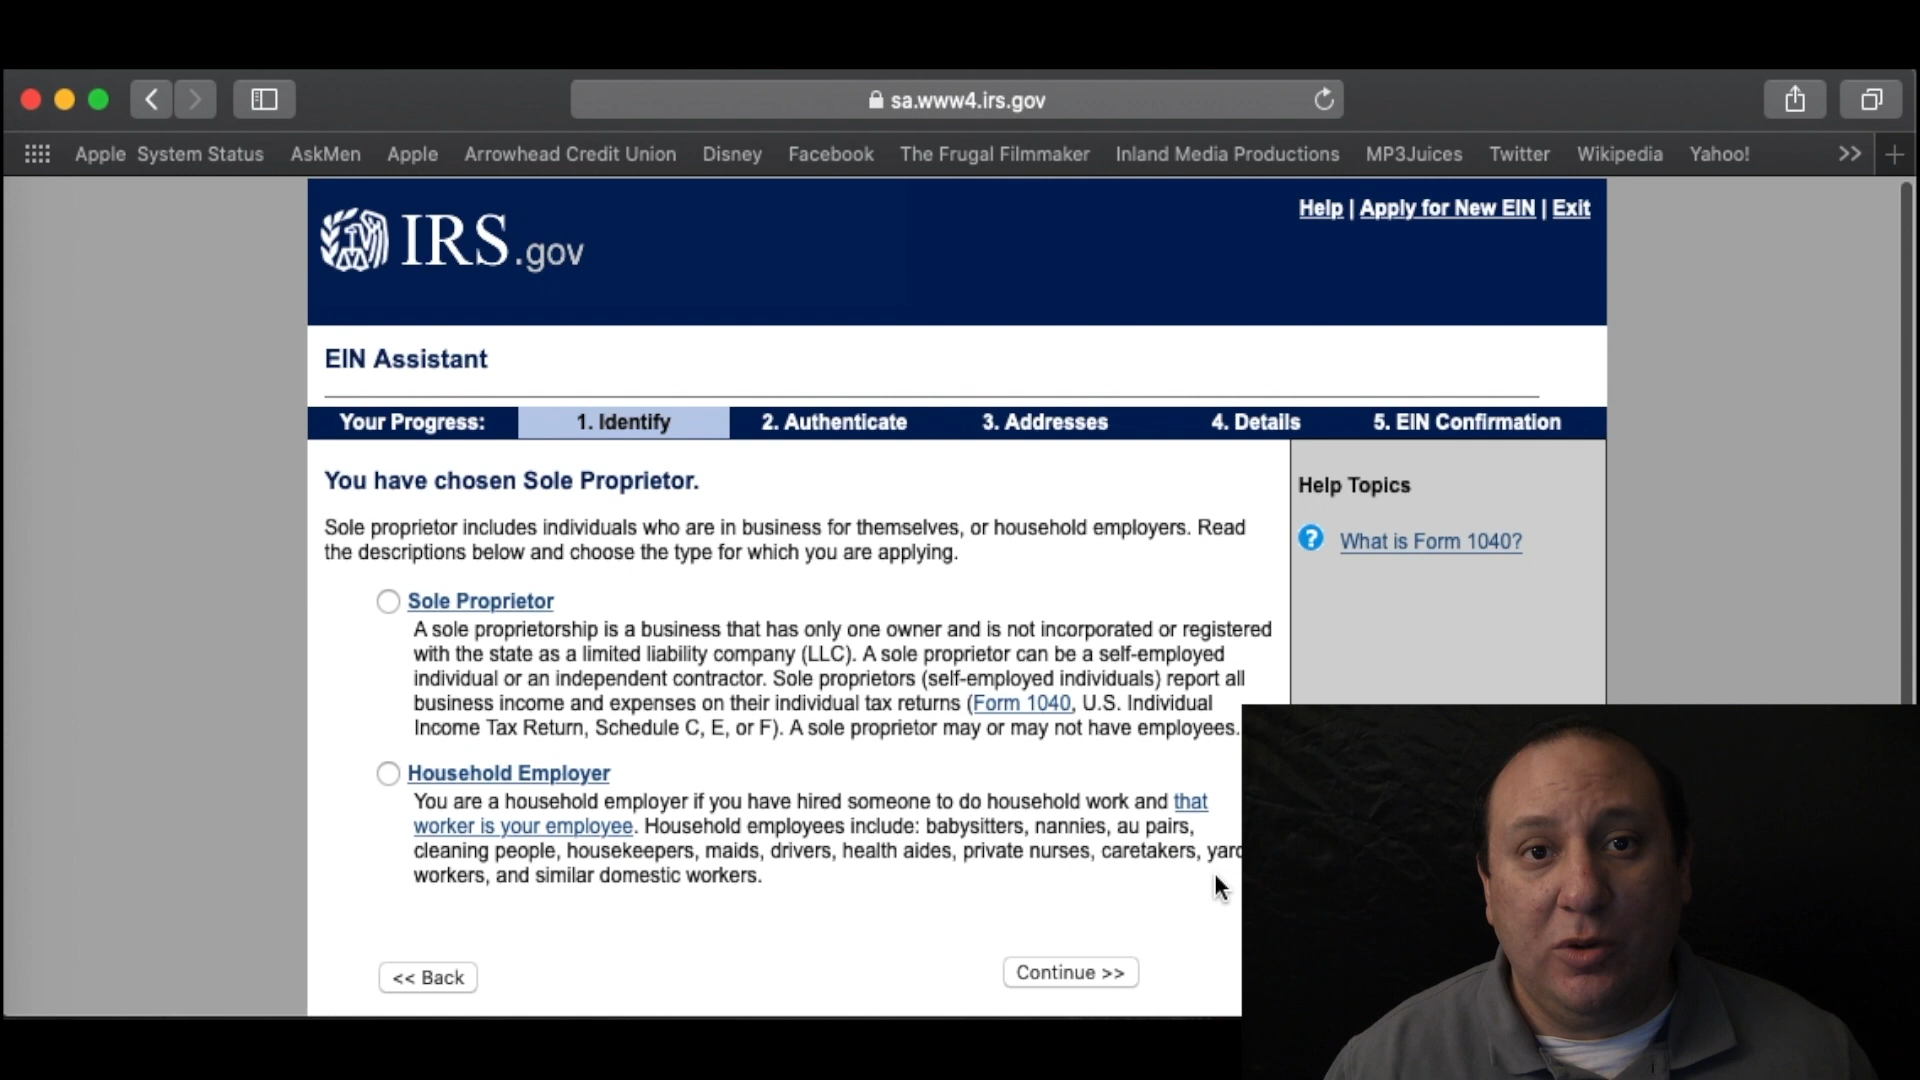 sa.www4.irs.gov
Apple System Status AskMen Apple Arrowhead Credit Union Disney Facebook The Frugal Filmmaker Inland Media Productions MP3Juices Twitter Wikipedia Yahoo! >>
Help | Apply for New EIN | Exit
IRS.gov
EIN Assistant
Your Progress: 1. Identify 2. Authenticate 3. Addresses 4. Details 5. EIN Confirmation
You have chosen Sole Proprietor.
Sole proprietor includes individuals who are in business for themselves, or household employers. Read
the descriptions below and choose the type for which you are applying.
Sole Proprietor
A sole proprietorship is a business that has only one owner and is not incorporated or registered
with the state as a limited liability company (LLC). A sole proprietor can be a self-employed
individual or an independent contractor. Sole proprietors (self-employed individuals) report all
business income and expenses on their individual tax returns (Form 1040, U.S. Individual
Income Tax Return, Schedule C, E, or F). A sole proprietor may or may not have employees.
Household Employer
You are a household employer if you have hired someone to do household work and that
worker is your employee. Household employees include: babysitters, nannies, au pairs,
cleaning people, housekeepers, maids, drivers, health aides, private nurses, caretakers, yard
workers, and similar domestic workers.
<< Back
Continue >>
Help Topics
? What is Form 1040?